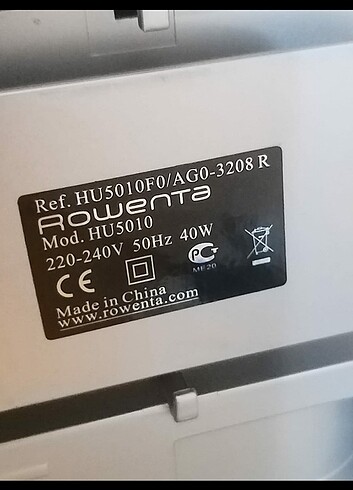 Ref. HU5010F0/AG0-3208 R
Rowenta
Mod. HU5010
220-240V 50Hz 40W
CE
PCT
ME20
Made in China
www.rowenta.com